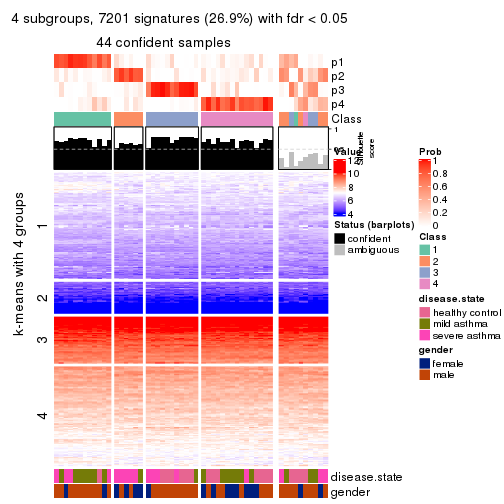 4 subgroups, 7201 signatures (26.9%) with fdr < 0.05
44 confident samples
p1
p2
p3
p4
Class
1
0
Silhouette
score
k-means with 4 groups
1
2
3
4
disease.state
gender
Value
12
10
8
6
4
Status (barplots)
confident
ambiguous
Prob
1
0.8
0.6
0.4
0.2
0
Class
1
2
3
4
disease.state
healthy control
mild asthma
severe asthma
gender
female
male